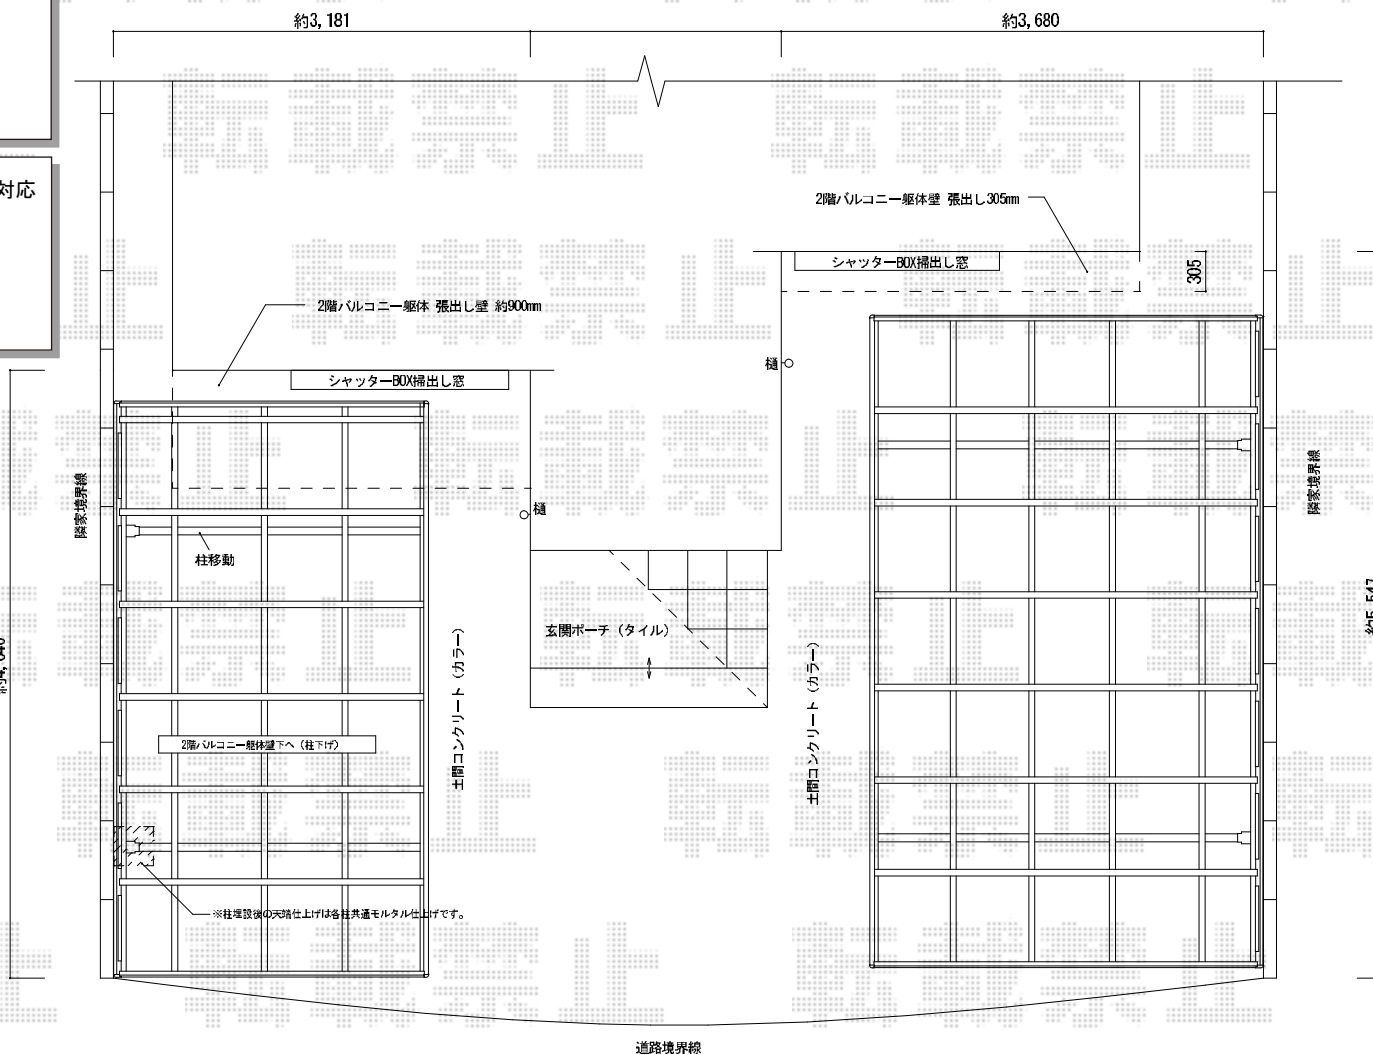 約3,181
約3,680
対応
2階バルコニー躯体壁 張出し305mm
シャッターBOX掃出し窓
305
2階バルコニー躯体 張出し壁 約900mm
シャッターBOX掃出し窓
樋
樋
隣家境界線
隣家境界線
柱移動
玄関ポーチ（タイル）
土間コンクリート（カラー）
土間コンクリート（カラー）
2階バルコニー躯体壁下へ（柱下げ）
※柱埋設後の天端仕上げは各柱共通モルタル仕上げです。
約5,547
道路境界線
転載禁止